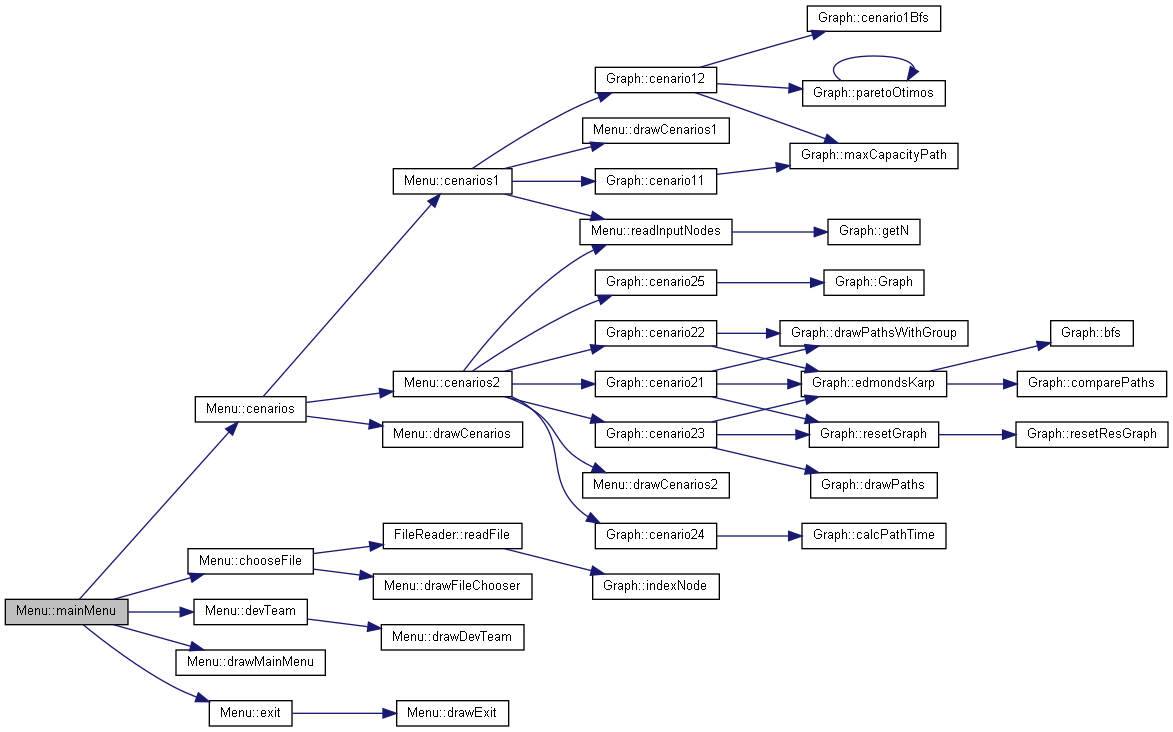 Graph::cenario1Bfs
Graph::cenario12
Graph::paretoOtimos
Menu::drawCenarios1
Graph::maxCapacityPath
Menu::cenarios1
Graph::cenario11
Menu::readInputNodes
Graph::getN
Graph::cenario25
Graph::Graph
Graph::cenario22
Graph::drawPathsWithGroup
Graph::bfs
Menu::cenarios2
Graph::cenario21
Graph::edmondsKarp
Graph::comparePaths
Menu::cenarios
Menu::drawCenarios
Graph::cenario23
Graph::resetGraph
Graph::resetResGraph
Menu::drawCenarios2
Graph::drawPaths
FileReader::readFile
Graph::cenario24
Graph::calcPathTime
Menu::chooseFile
Menu::drawFileChooser
Graph::indexNode
Menu::mainMenu
Menu::devTeam
Menu::drawDevTeam
Menu::drawMainMenu
Menu::exit
Menu::drawExit